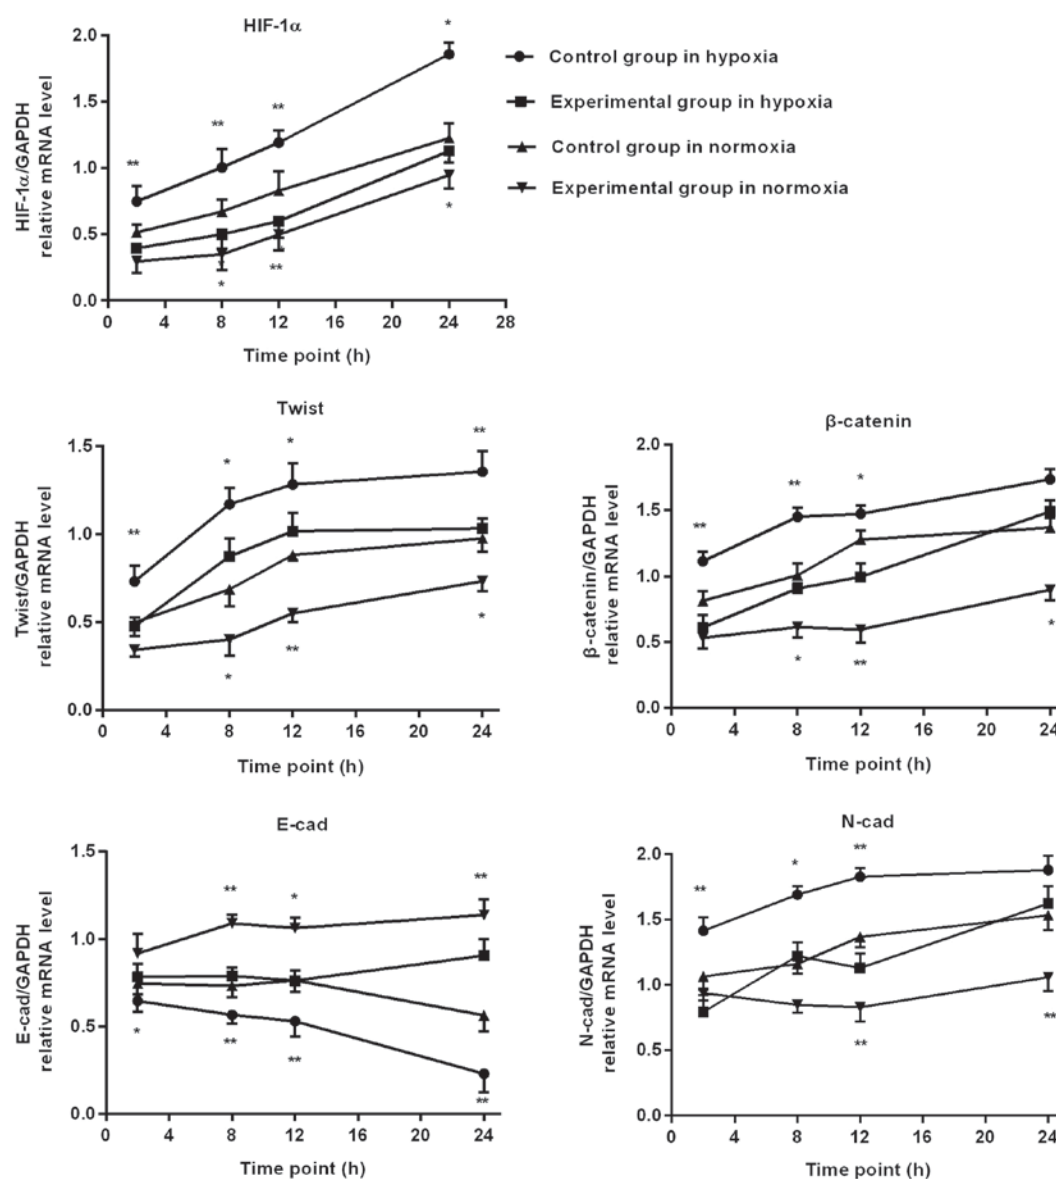 HIF-1α
HIF-1α/GAPDH
relative mRNA level
2.0
1.5
1.0
0.5
0.0
*
**
**
**
*
**
*
0 4 8 12 16 20 24 28
Time point (h)
Control group in hypoxia
Experimental group in hypoxia
Control group in normoxia
Experimental group in normoxia
Twist
Twist/GAPDH
relative mRNA level
1.5
1.0
0.5
0.0
**
*
*
**
*
**
*
0 4 8 12 16 20 24
Time point (h)
β-catenin
β-catenin/GAPDH
relative mRNA level
2.0
1.5
1.0
0.5
0.0
**
**
*
*
**
*
0 4 8 12 16 20 24
Time point (h)
E-cad
E-cad/GAPDH
relative mRNA level
1.5
1.0
0.5
0.0
**
*
**
*
**
**
**
0 4 8 12 16 20 24
Time point (h)
N-cad
N-cad/GAPDH
relative mRNA level
2.0
1.5
1.0
0.5
0.0
**
*
**
**
**
0 4 8 12 16 20 24
Time point (h)